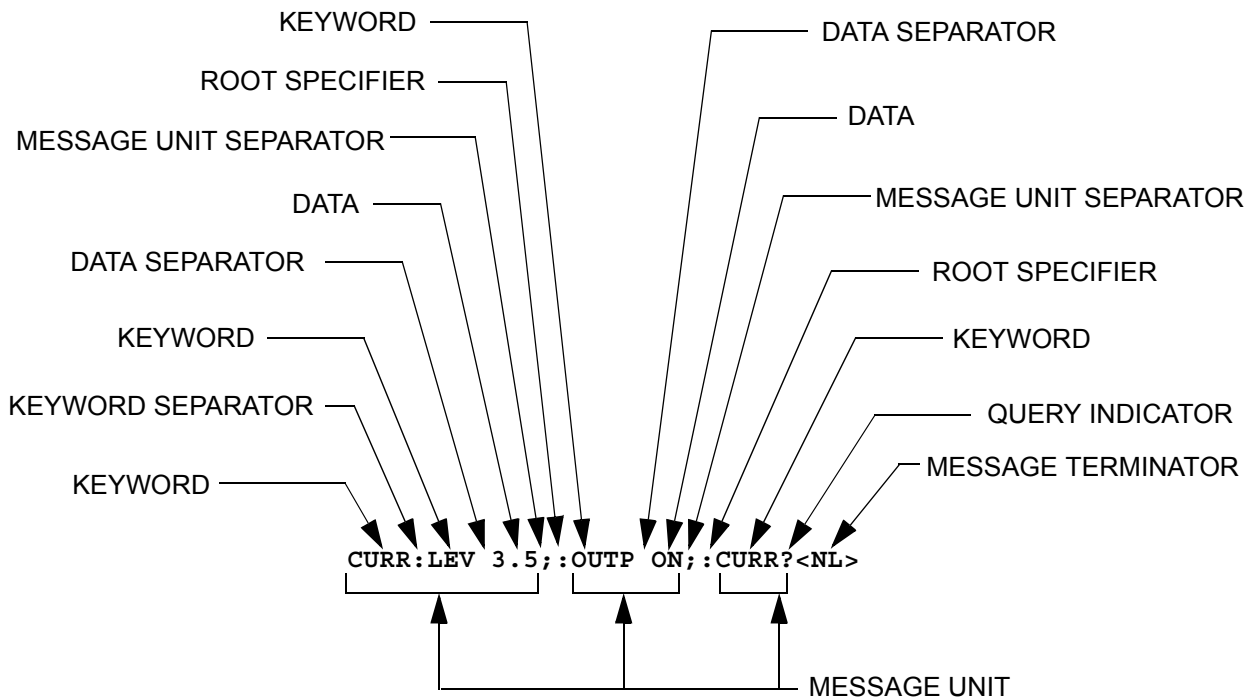 KEYWORD
DATA SEPARATOR
ROOT SPECIFIER
DATA
MESSAGE UNIT SEPARATOR
DATA
MESSAGE UNIT SEPARATOR
DATA SEPARATOR
ROOT SPECIFIER
KEYWORD
KEYWORD
KEYWORD SEPARATOR
QUERY INDICATOR
KEYWORD
MESSAGE TERMINATOR
CURR:LEV 3.5;:OUTP ON;:CURR?<NL>
MESSAGE UNIT